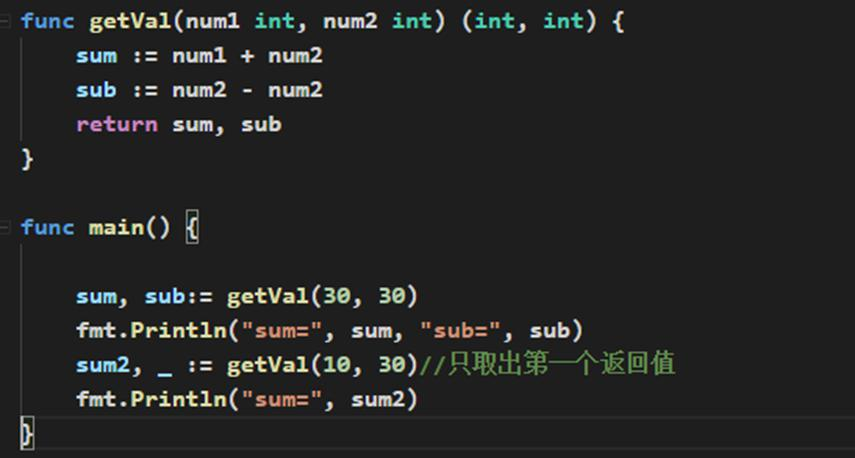 func getVal(num1 int, num2 int) (int, int) {
sum := num1 + num2
sub := num2 - num2
return sum, sub
}
func main() {
sum, sub:= getVal(30, 30)
fmt.Println("sum=", sum, "sub=", sub)
sum2, _ := getVal(10, 30)//只取出第一个返回值
fmt.Println("sum=", sum2)
}